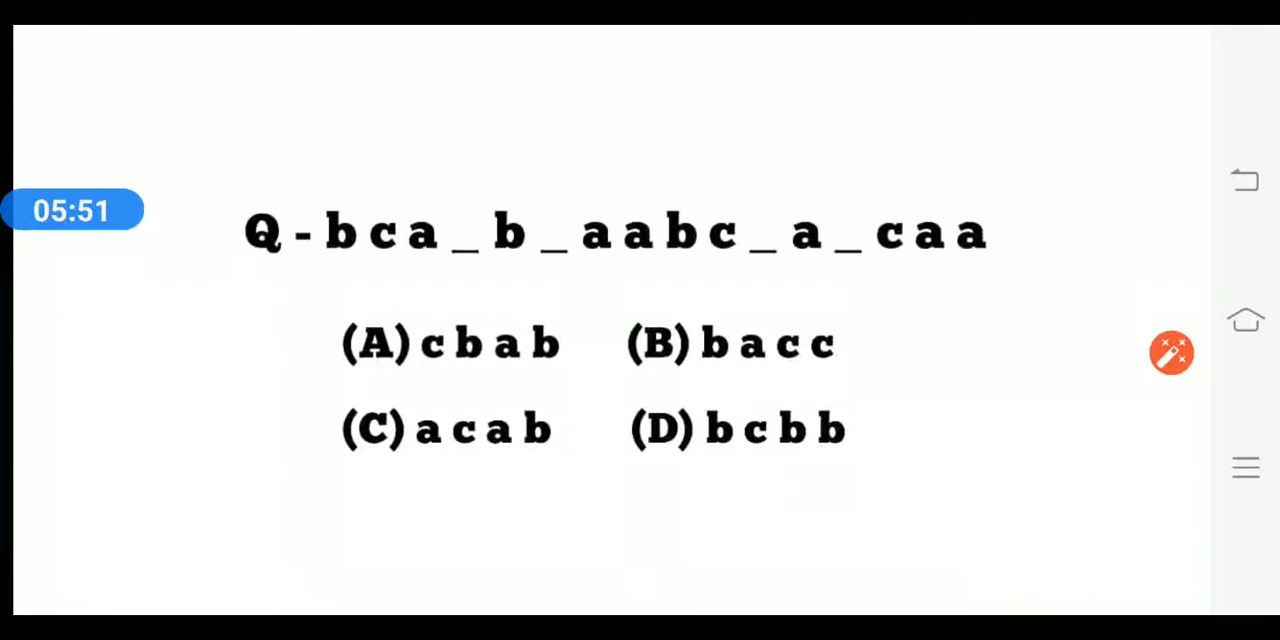 05:51
Q - b c a _ b _ a a b c _ a _ c a a
(A) c b a b (B) b a c c
(C) a c a b (D) b c b b